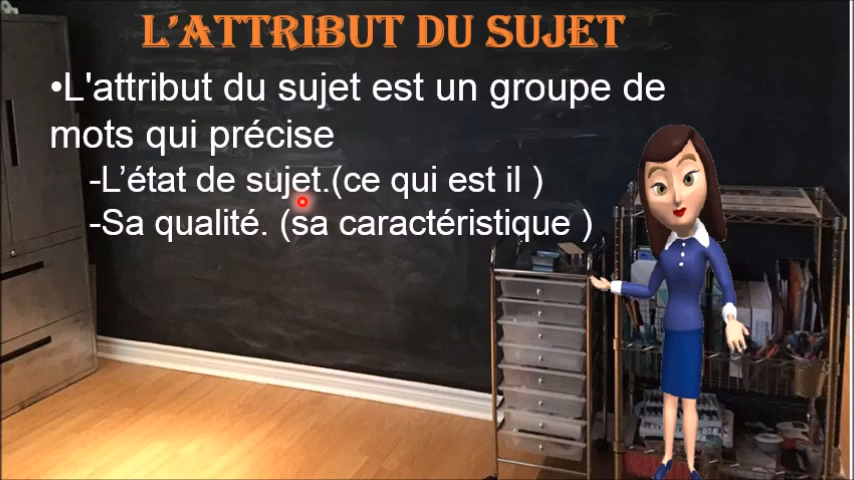 L’ATTRIBUT DU SUJET
•L'attribut du sujet est un groupe de
mots qui précise
-L’état de sujet.(ce qui est il )
-Sa qualité. (sa caractéristique )